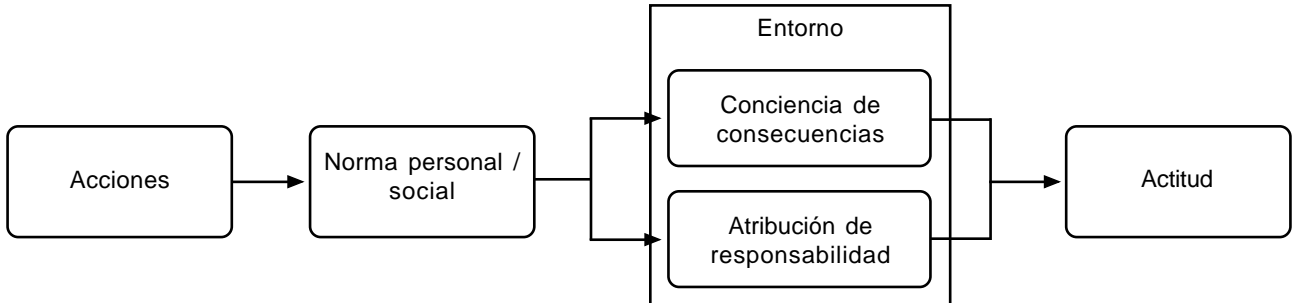 Entorno
Conciencia de
consecuencias
Acciones
Norma personal /
social
Actitud
Atribución de
responsabilidad